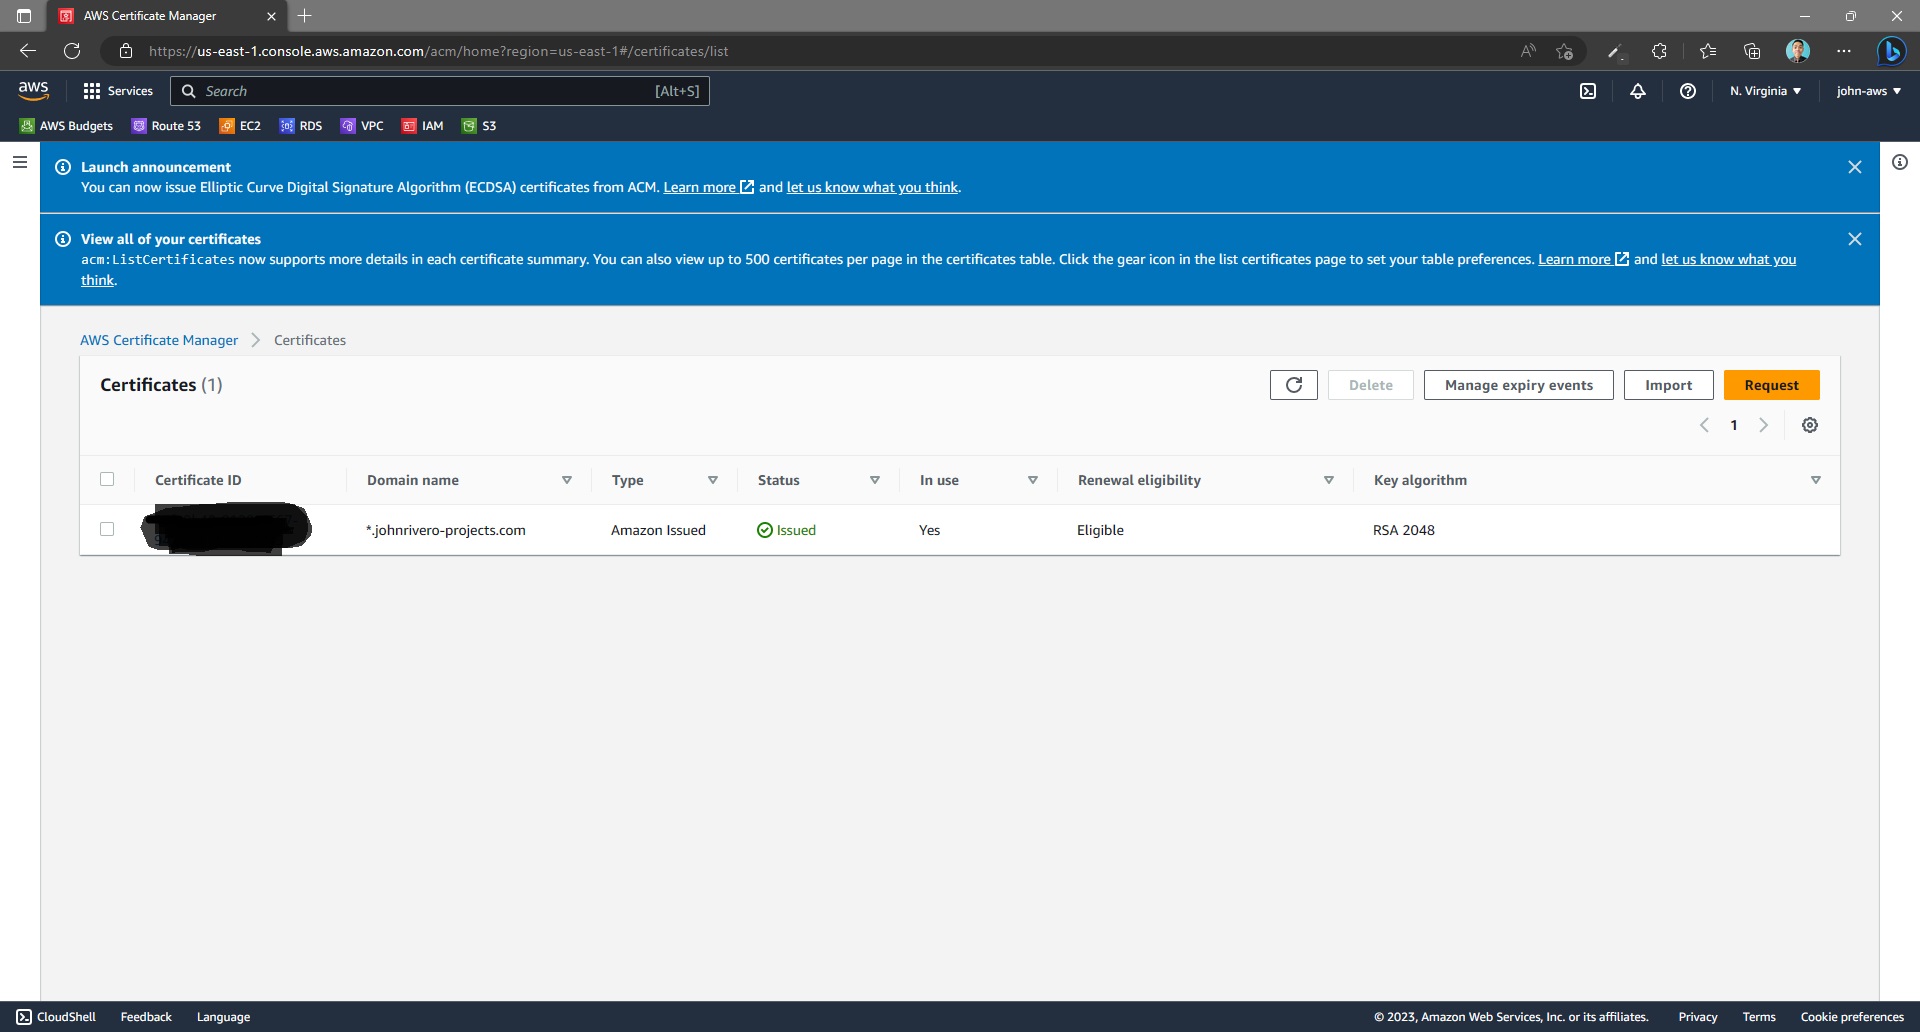 AWS Certificate Manager
https://us-east-1.console.aws.amazon.com/acm/home?region=us-east-1#/certificates/list
aws
Services
Search
[Alt+S]
N. Virginia
john-aws
AWS Budgets
Route 53
EC2
RDS
VPC
IAM
S3
Launch announcement
You can now issue Elliptic Curve Digital Signature Algorithm (ECDSA) certificates from ACM. Learn more and let us know what you think.
View all of your certificates
acm:ListCertificates now supports more details in each certificate summary. You can also view up to 500 certificates per page in the certificates table. Click the gear icon in the list certificates page to set your table preferences. Learn more and let us know what you
think.
AWS Certificate Manager
Certificates
Certificates (1)
Delete
Manage expiry events
Import
Request
1
Certificate ID
Domain name
Type
Status
In use
Renewal eligibility
Key algorithm
*.johnrivero-projects.com
Amazon Issued
Issued
Yes
Eligible
RSA 2048
CloudShell
Feedback
Language
© 2023, Amazon Web Services, Inc. or its affiliates.
Privacy
Terms
Cookie preferences